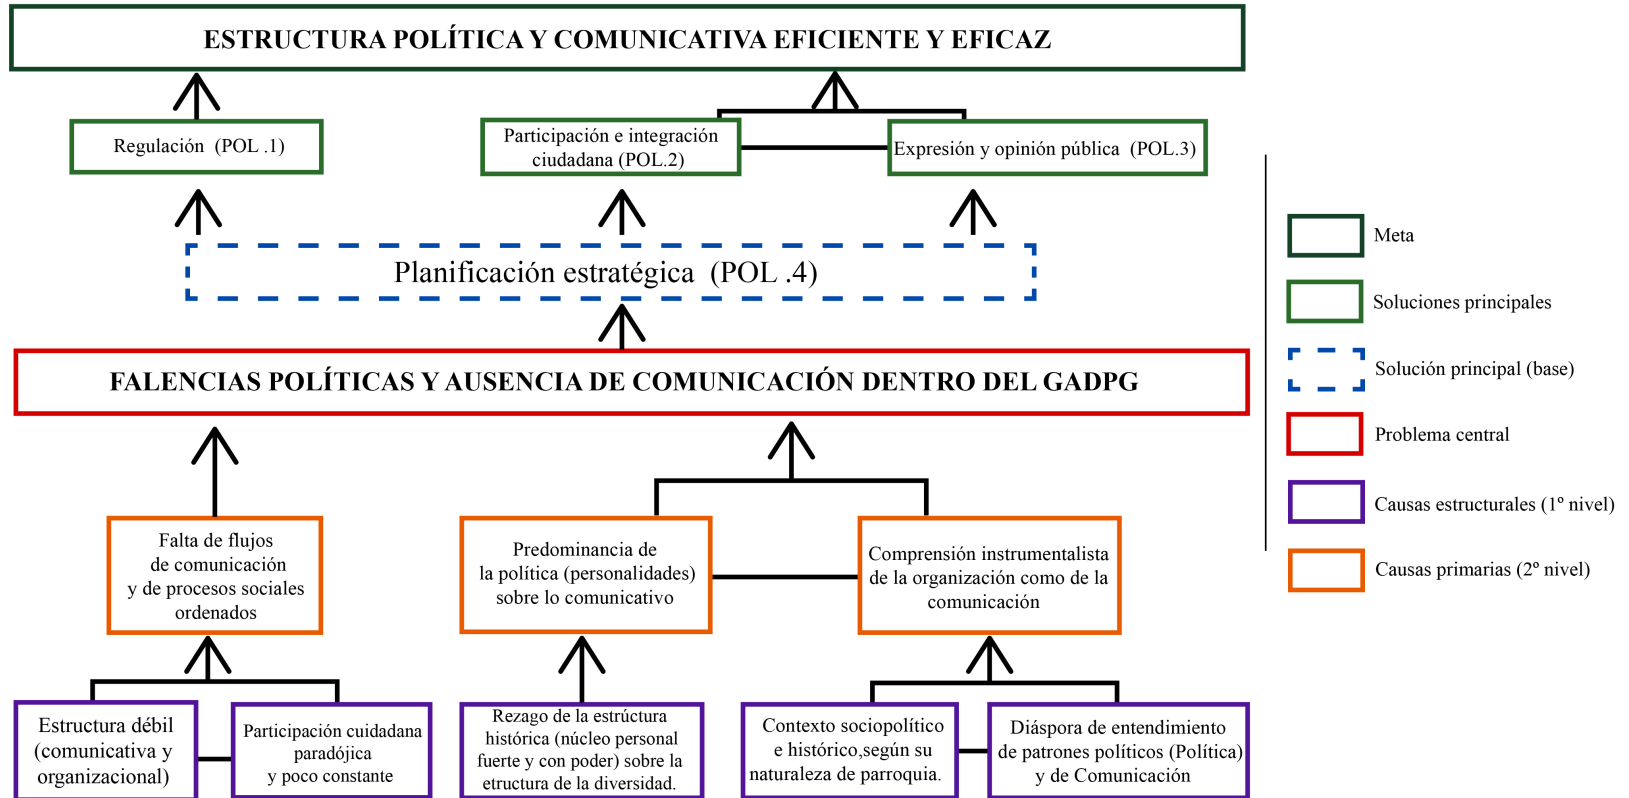 ESTRUCTURA POLÍTICA Y COMUNICATIVA EFICIENTE Y EFICAZ
Regulación (POL .1)
Participación e integración
ciudadana (POL.2)
Expresión y opinión pública (POL.3)
Planificación estratégica (POL .4)
FALENCIAS POLÍTICAS Y AUSENCIA DE COMUNICACIÓN DENTRO DEL GADPG
Falta de flujos
de comunicación
y de procesos sociales
ordenados
Predominancia de
la política (personalidades)
sobre lo comunicativo
Comprensión instrumentalista
de la organización como de la
comunicación
Estructura débil
(comunicativa y
organizacional)
Participación cuidadana
paradójica
y poco constante
Rezago de la estrúctura
histórica (núcleo personal
fuerte y con poder) sobre la
etructura de la diversidad.
Contexto sociopolítico
e histórico,según su
naturaleza de parroquia.
Diáspora de entendimiento
de patrones políticos (Política)
y de Comunicación
Meta
Soluciones principales
Solución principal (base)
Problema central
Causas estructurales (1º nivel)
Causas primarias (2º nivel)